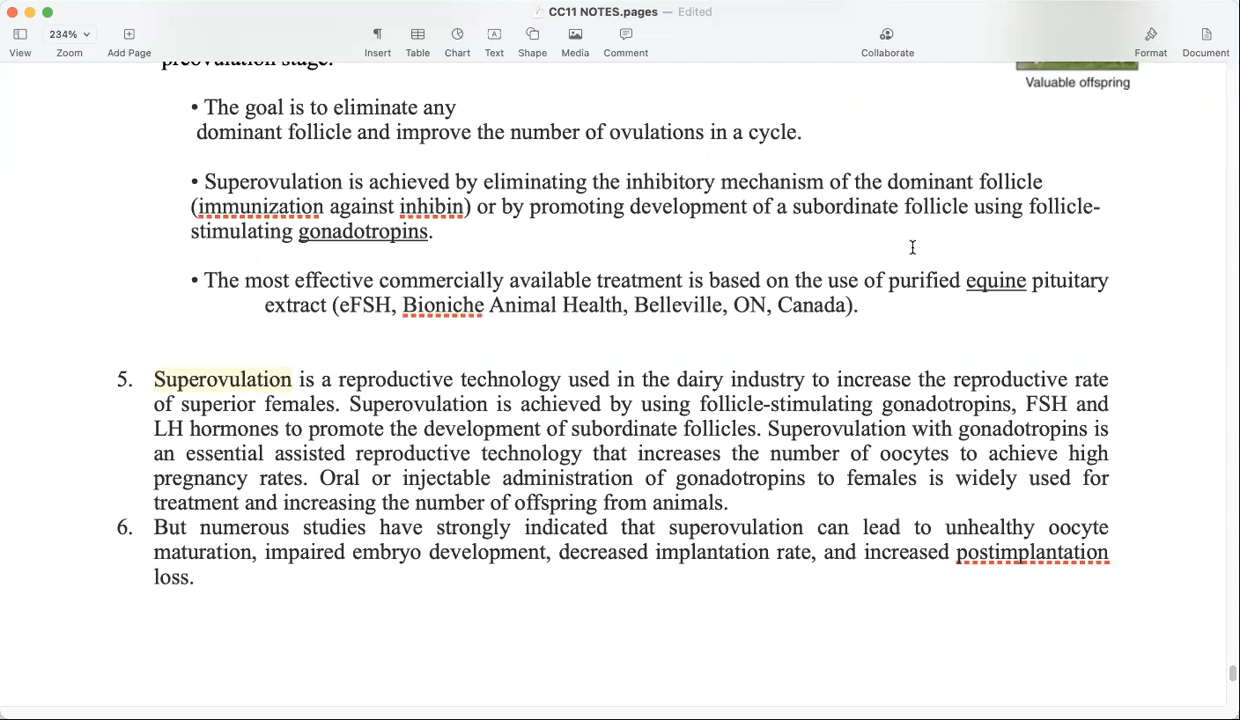 CC11 NOTES.pages — Edited
234%
View
Zoom
Add Page
Insert
Table
Chart
Text
Shape
Media
Comment
Collaborate
Format
Document
preovulation stage.
Valuable offspring
• The goal is to eliminate any
dominant follicle and improve the number of ovulations in a cycle.
• Superovulation is achieved by eliminating the inhibitory mechanism of the dominant follicle
(immunization against inhibin) or by promoting development of a subordinate follicle using follicle-
stimulating gonadotropins.
• The most effective commercially available treatment is based on the use of purified equine pituitary
extract (eFSH, Bioniche Animal Health, Belleville, ON, Canada).
5. Superovulation is a reproductive technology used in the dairy industry to increase the reproductive rate
of superior females. Superovulation is achieved by using follicle-stimulating gonadotropins, FSH and
LH hormones to promote the development of subordinate follicles. Superovulation with gonadotropins is
an essential assisted reproductive technology that increases the number of oocytes to achieve high
pregnancy rates. Oral or injectable administration of gonadotropins to females is widely used for
treatment and increasing the number of offspring from animals.
6. But numerous studies have strongly indicated that superovulation can lead to unhealthy oocyte
maturation, impaired embryo development, decreased implantation rate, and increased postimplantation
loss.